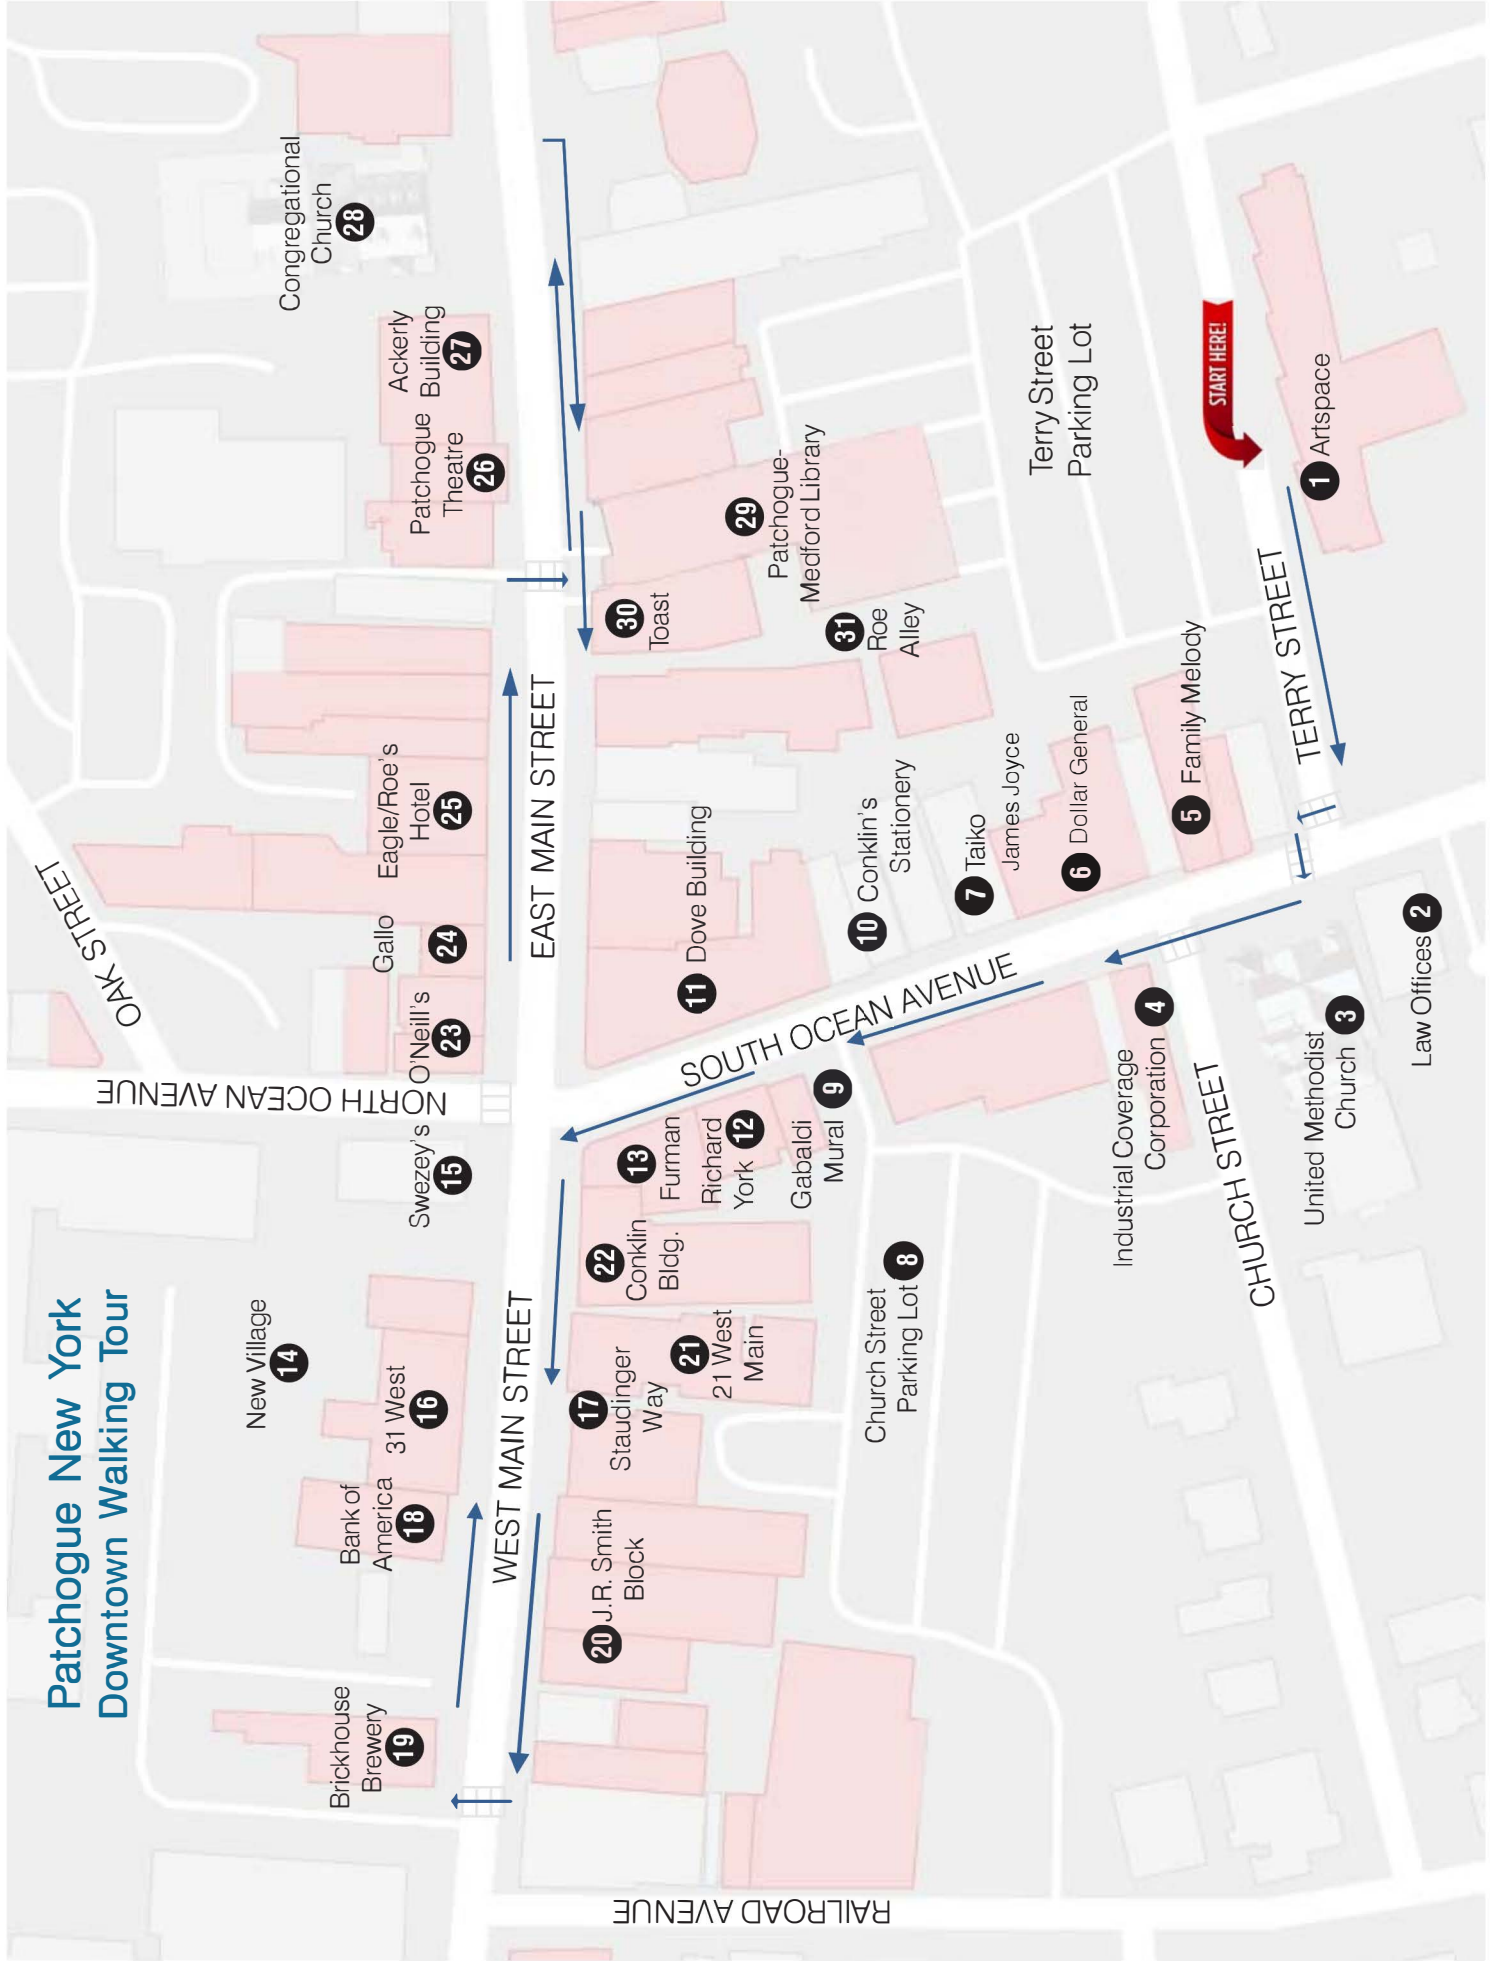 Patchogue New York
Downtown Walking Tour
OAK STREET
NORTH OCEAN AVENUE
EAST MAIN STREET
WEST MAIN STREET
SOUTH OCEAN AVENUE
CHURCH STREET
TERRY STREET
RAILROAD AVENUE
START HERE!
1 Artspace
Law Offices 2
United Methodist
Church 3
Industrial Coverage
Corporation 4
5 Family Melody
6 Dollar General
James Joyce
7 Taiko
Church Street
Parking Lot 8
Gabaldi
Mural 9
10 Conklin's
Stationery
11 Dove Building
Richard
York 12
13
Furman
New Village
14
Swezey's
15
31 West
16
17
Staudinger
Way
Bank of
America
18
Brickhouse
Brewery
19
20 J.R. Smith
Block
21
21 West
Main
22
Conklin
Bldg.
O'Neill's
23
Gallo
24
Eagle/Roe's
Hotel
25
Patchogue
Theatre
26
Ackerly
Building
27
Congregational
Church
28
29
Patchogue-
Medford Library
30
Toast
31
Roe
Alley
Terry Street
Parking Lot